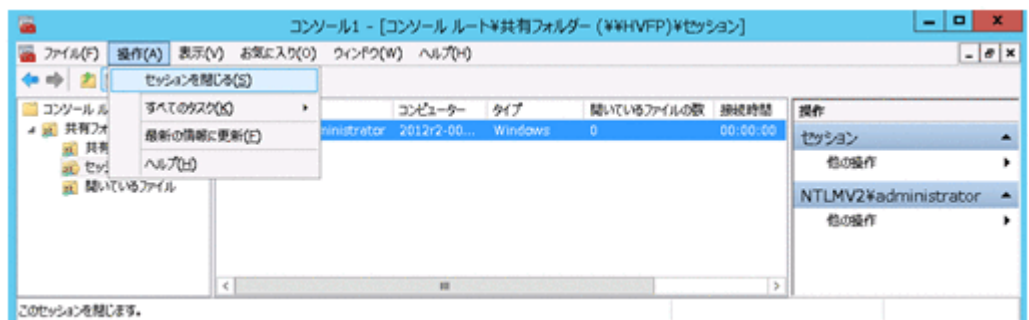 コンソール1 - [コンソール ルート¥共有フォルダー (¥¥HVFP)¥セッション]
ファイル(F) 操作(A) 表示(V) お気に入り(O) ウィンドウ(W) ヘルプ(H)
セッションを閉じる(S)
すべてのタスク(K)
最新の情報に更新(F)
ヘルプ(H)
コンソール ル
コンピューター タイプ 開いているファイルの数 接続時間
操作
共有フォ
ministrator 2012r2-00... Windows 0 00:00:00
セッション
共有
他の操作
セッシ
開いているファイル
NTLMV2¥administrator
他の操作
このセッションを閉じます。